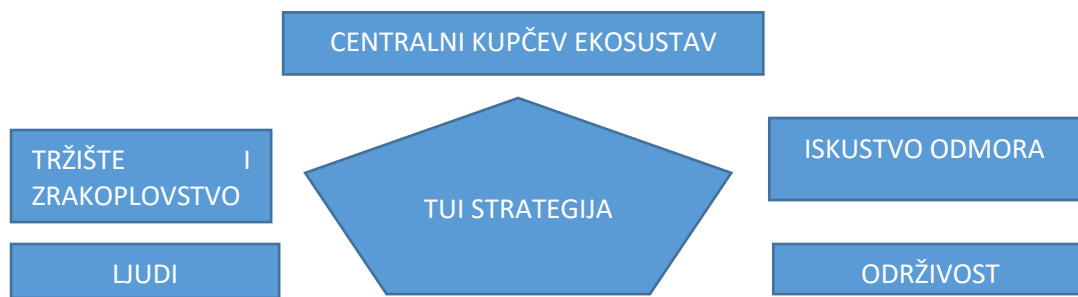 CENTRALNI KUPČEV EKOSUSTAV
TRŽIŠTE I
ZRAKOPLOVSTVO
ISKUSTVO ODMORA
TUI STRATEGIJA
LJUDI
ODRŽIVOST